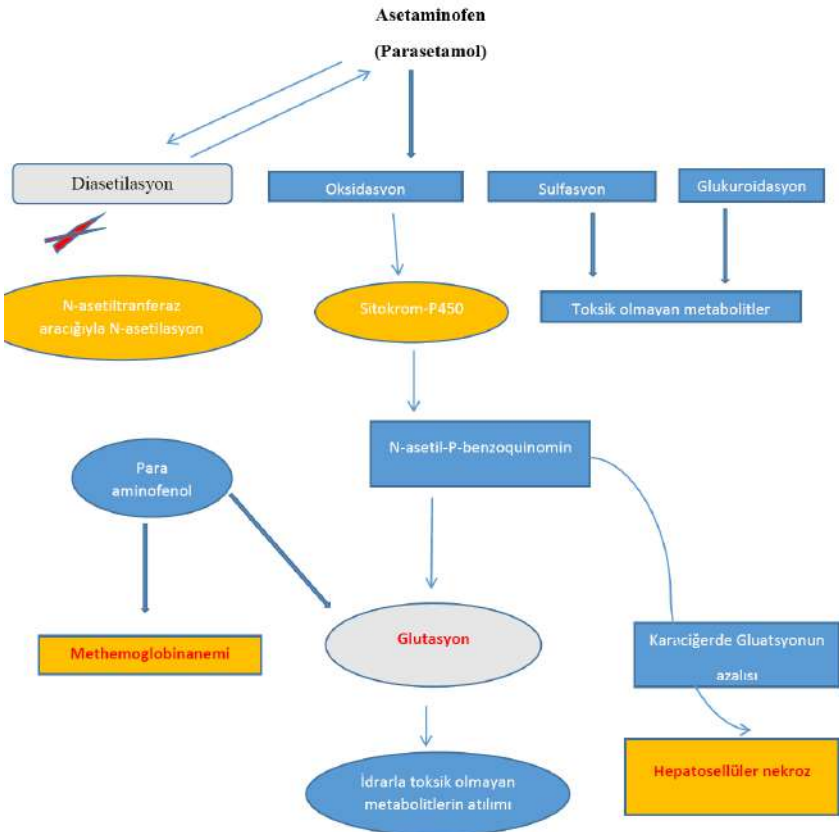 Asetaminofen
(Parasetamol)
Diasetilasyon
Oksidasyon
Sulfasyon
Glukuroidasyon
N-asetiltranferaz
aracığıyla N-asetilasyon
Sitokrom-P450
Toksik olmayan metabolitler
N-asetil-P-benzoquinomin
Para
aminofenol
Methemoglobinanemi
Glutasyon
Karaciğerde Gluatsyonun
azalısı
Hepatosellüler nekroz
İdrarla toksik olmayan
metabolitlerin atılımı